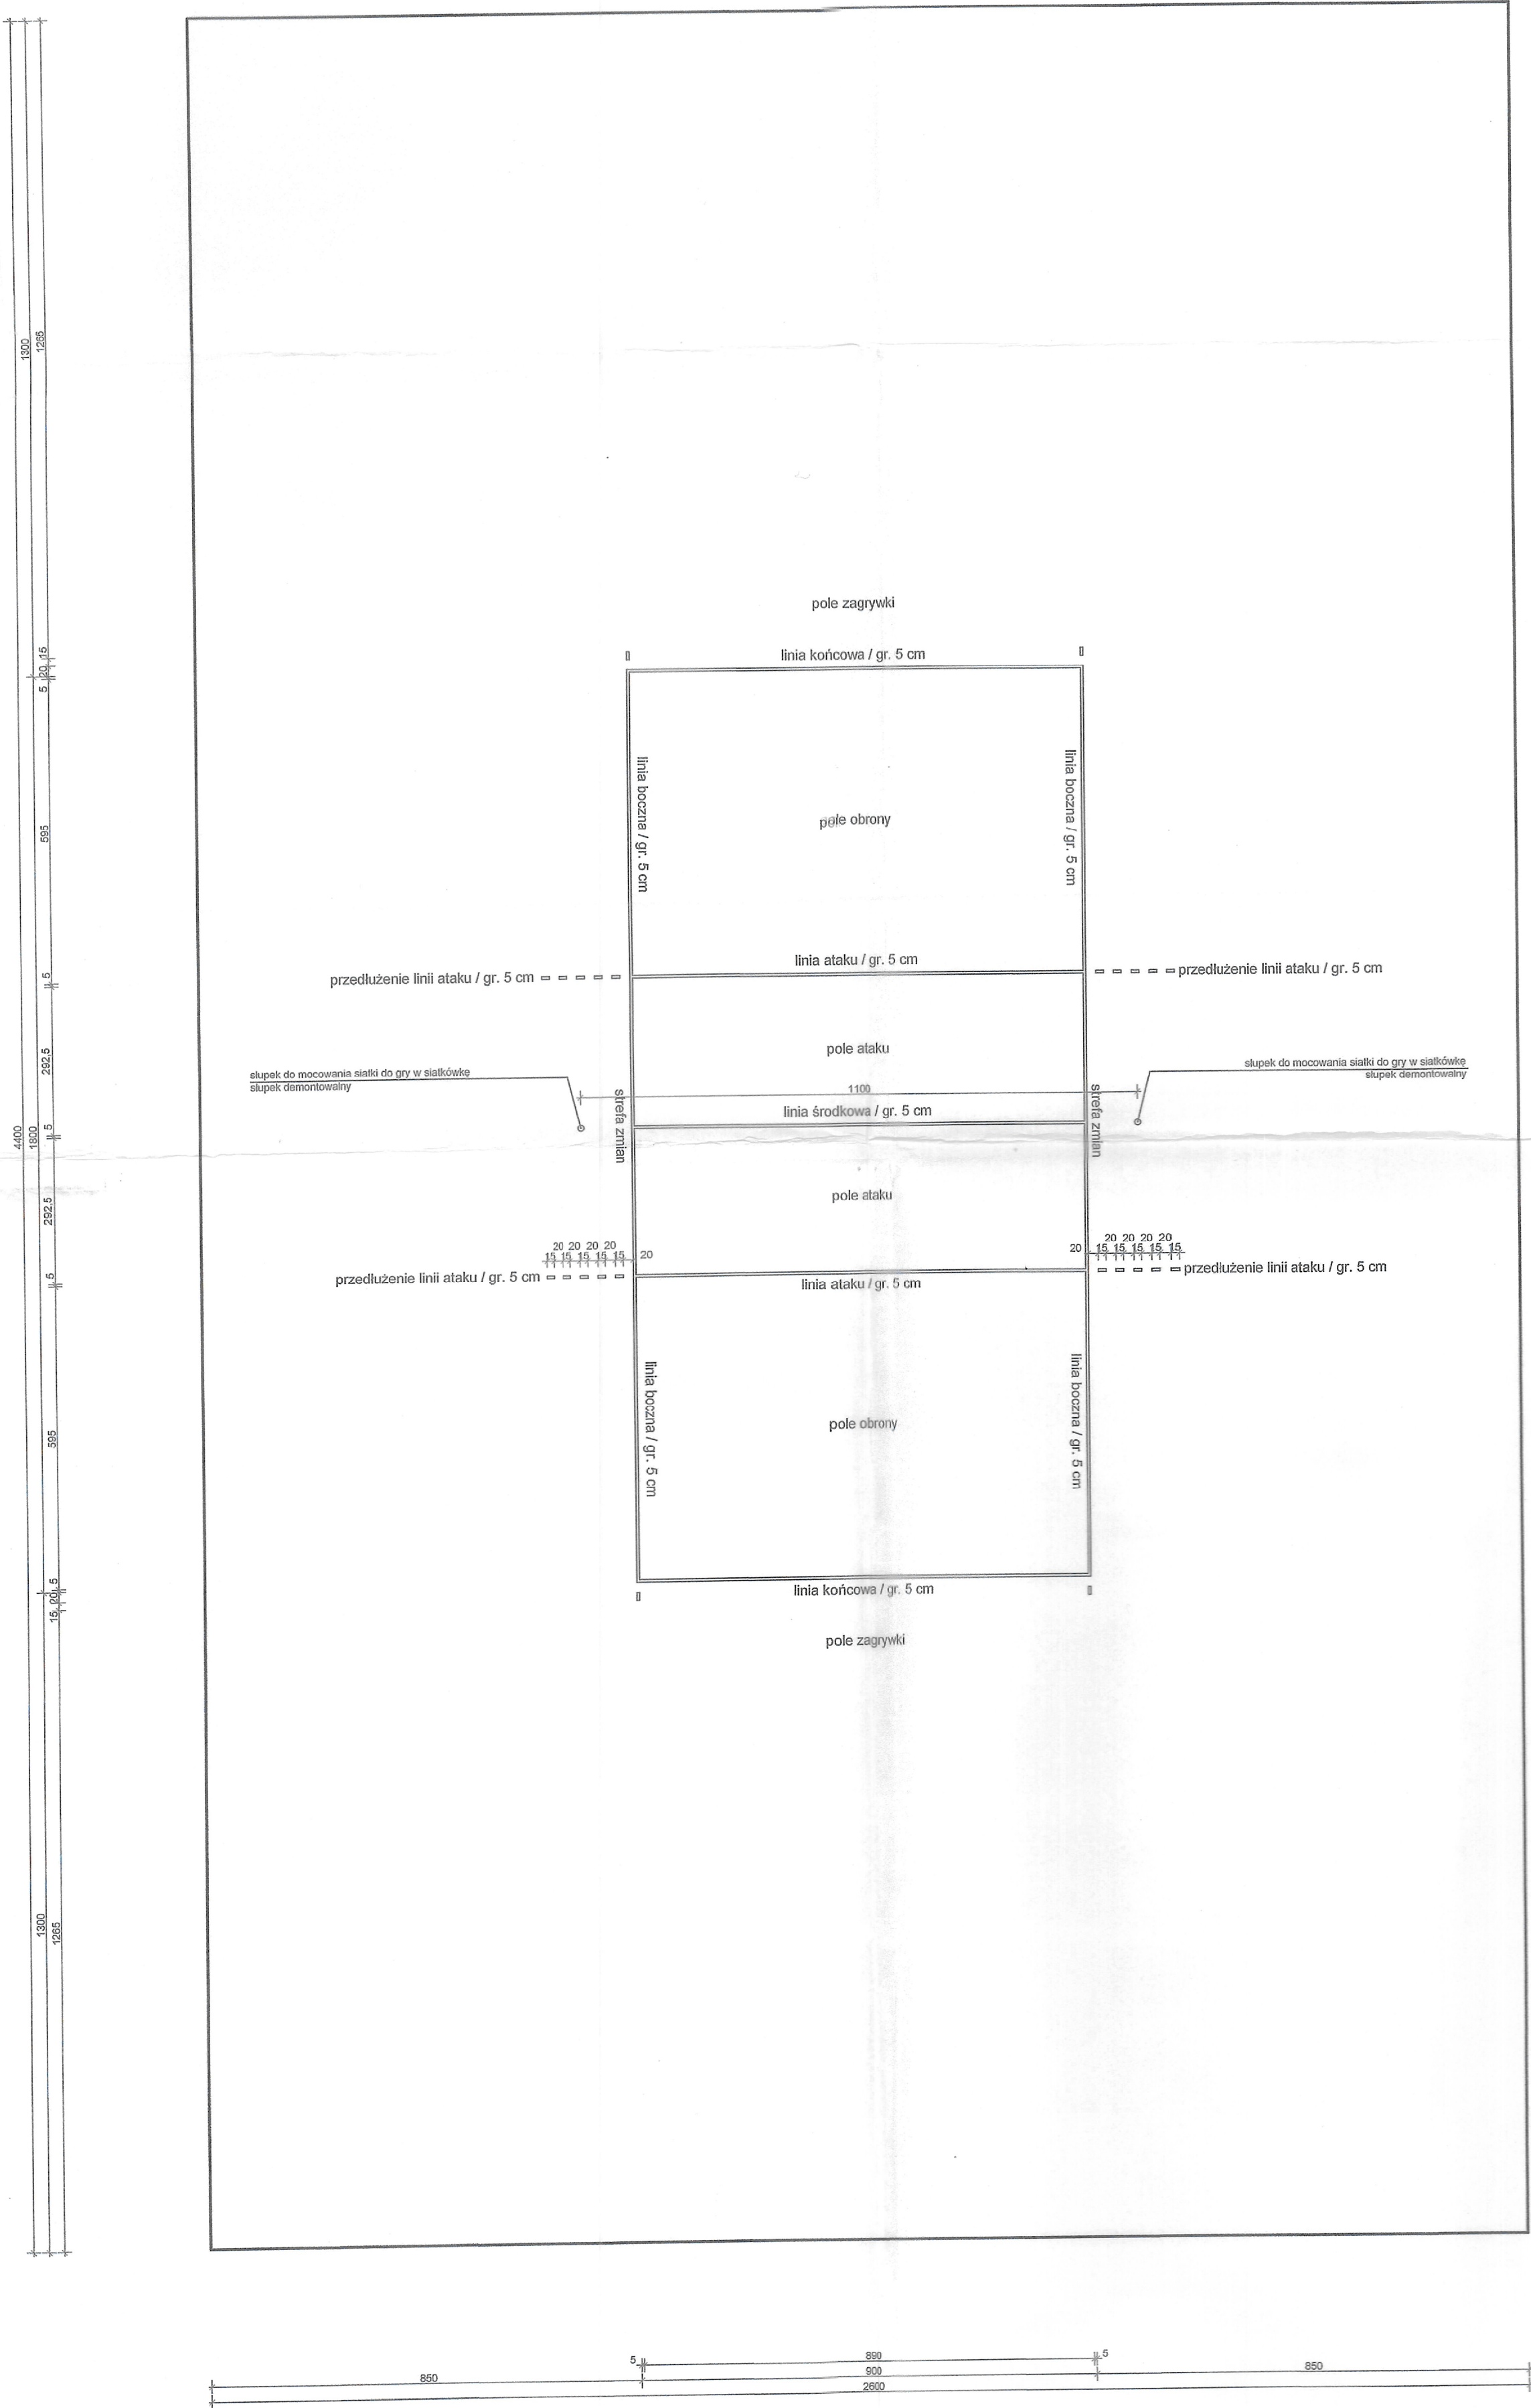 1300
1265
pole zagrywki
linia końcowa / gr. 5 cm
15
20
5
linia boczna / gr. 5 cm
linia boczna / gr. 5 cm
pole obrony
595
linia ataku / gr. 5 cm
przedłużenie linii ataku / gr. 5 cm
przedłużenie linii ataku / gr. 5 cm
5
pole ataku
292,5
słupek do mocowania siatki do gry w siatkówkę
słupek demontowalny
słupek do mocowania siatki do gry w siatkówkę
słupek demontowalny
1100
linia środkowa / gr. 5 cm
strefa zmian
strefa zmian
4400
1800
5
pole ataku
292,5
20 20 20 20
15 15 15 15 15
20
20
20 20 20 20
15 15 15 15 15
5
przedłużenie linii ataku / gr. 5 cm
przedłużenie linii ataku / gr. 5 cm
linia ataku / gr. 5 cm
linia boczna / gr. 5 cm
linia boczna / gr. 5 cm
pole obrony
595
5
20
15
linia końcowa / gr. 5 cm
pole zagrywki
1300
1265
5
890
5
850
900
850
2600